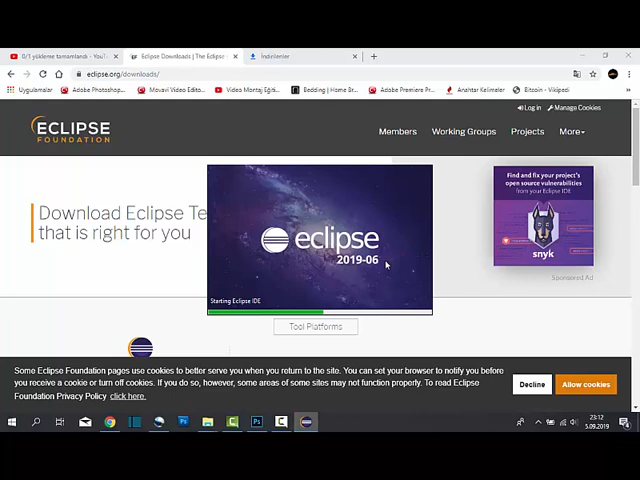 0/1 yükleme tamamlandı - YouT
Eclipse Downloads | The Eclipse
İndirilenler
eclipse.org/downloads/
Uygulamalar
Adobe Photoshop...
Movavi Video Edito...
Video Montaj Eğiti...
Bedding | Home Br...
Adobe Premiere Pr...
Anahtar Kelimeler
Bitcoin - Vikipedi
Log in
Manage Cookies
ECLIPSE
FOUNDATION
Members
Working Groups
Projects
More
Download Eclipse Te
that is right for you
eclipse
2019-06
Starting Eclipse IDE
Find and fix your project's
open source vulnerabilities
from your Eclipse IDE
snyk
Sponsored Ad
Tool Platforms
Some Eclipse Foundation pages use cookies to better serve you when you return to the site. You can set your browser to notify you before
you receive a cookie or turn off cookies. If you do so, however, some areas of some sites may not function properly. To read Eclipse
Foundation Privacy Policy click here.
Decline
Allow cookies
23:12
5.09.2019